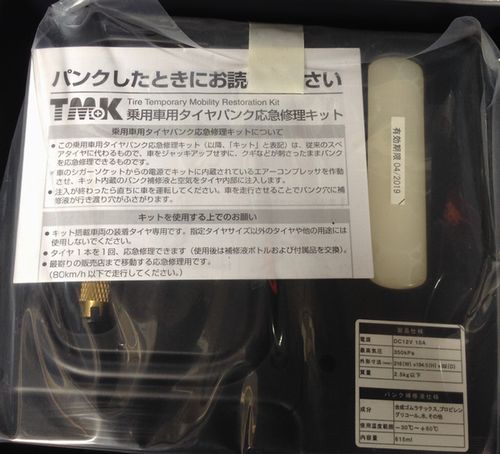 パンクしたときにお読 さい
TMK
Tire Temporary Mobility Restoration Kit
乗用車用タイヤパンク応急修理キット
乗用車用タイヤパンク応急修理キットについて
● この乗用車用タイヤパンク応急修理キット（以降、「キット」と表記）は、従来のスペ
アタイヤに代わるもので、車をジャッキアップせずに、クギなどが刺さったままパンク
を応急修理できるものです。
● 車のシガーソケットからの電源でキットに内蔵されているエアーコンプレッサを作動
させ、キット内蔵のパンク補修液と空気をタイヤ内部に注入します。
● 注入が終わったら直ちに車を運転してください。車を走行させることでパンク穴に補
修液が行き渡り穴がふさがります。
キットを使用する上でのお願い
● キット搭載車両の装着タイヤ専用です。指定タイヤサイズ以外のタイヤや他の用途には
使用しないでください。
● タイヤ1本を1回、応急修理できます（使用後は補修液ボトルおよび付属品を交換）。
● 最寄りの販売店まで移動する応急修理用です。
（80km/h以下で走行してください。）
有効期限 04/2019
製品仕様
電源 DC12V 10A
最高気圧 350kPa
外形寸法
質量 2.5kg以下
パンク補修液仕様
成分 合成ゴムラテックス、プロピレン
グリコール、水、その他
使用温度範囲 －30℃～＋60℃
内容量 615ml